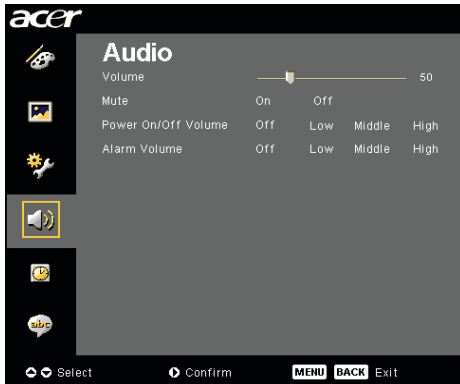 acer
Audio
Volume 50
Mute On Off
Power On/Off Volume Off Low Middle High
Alarm Volume Off Low Middle High
abc
Select Confirm MENU BACK Exit